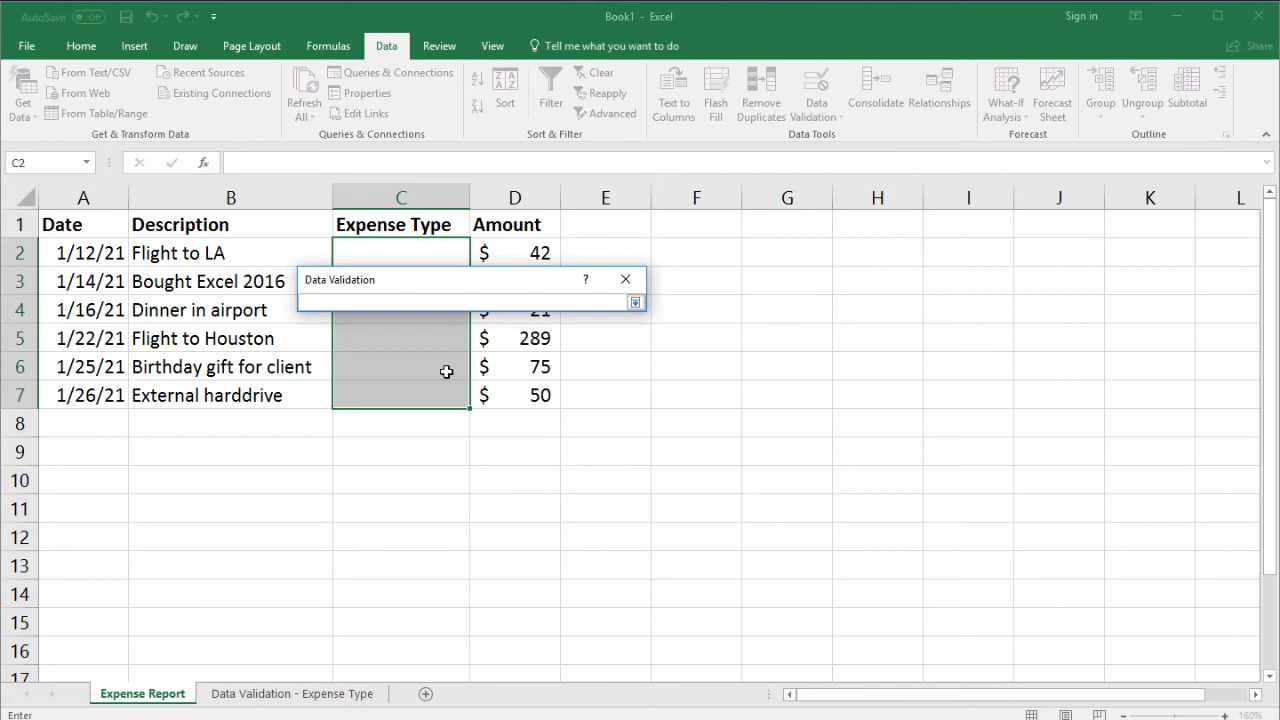 AutoSave Off Book1 - Excel Sign in
File Home Insert Draw Page Layout Formulas Data Review View Tell me what you want to do Share
Get Data
From Text/CSV
From Web
From Table/Range
Recent Sources
Existing Connections
Get & Transform Data
Refresh All
Queries & Connections
Properties
Edit Links
Queries & Connections
Sort
Filter
Clear
Reapply
Advanced
Sort & Filter
Text to Columns
Flash Fill
Remove Duplicates
Data Validation
Consolidate
Relationships
Data Tools
What-If Analysis
Forecast Sheet
Forecast
Group
Ungroup
Subtotal
Outline
C2 fx
A B C D E F G H I J K L
1 Date Description Expense Type Amount
2 1/12/21 Flight to LA $ 42
Data Validation ?
3 1/14/21 Bought Excel 2016
4 1/16/21 Dinner in airport $ 21
5 1/22/21 Flight to Houston $ 289
6 1/25/21 Birthday gift for client $ 75
7 1/26/21 External harddrive $ 50
8
9
10
11
12
13
14
15
16
17
Expense Report Data Validation - Expense Type
Enter 160%